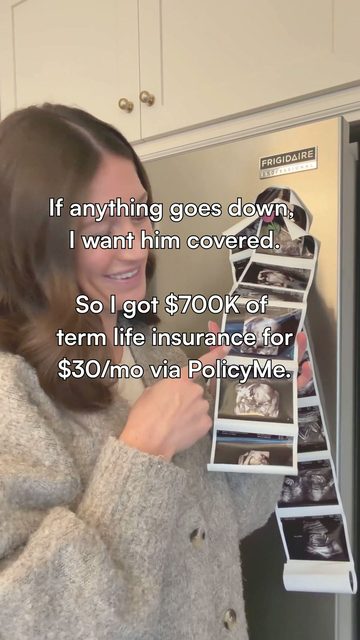 FRIGIDAIRE
PROFESSIONAL
If anything goes down,
I want him covered.
So I got $700K of
term life insurance for
$30/mo via PolicyMe.